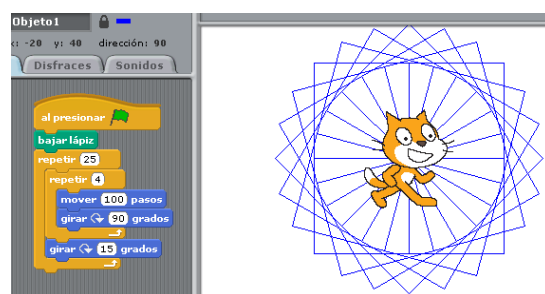 Objeto1
x: -20 y: 40 dirección: 90
Disfraces Sonidos
al presionar
bajar lápiz
repetir 25
repetir 4
mover 100 pasos
girar 90 grados
girar 15 grados